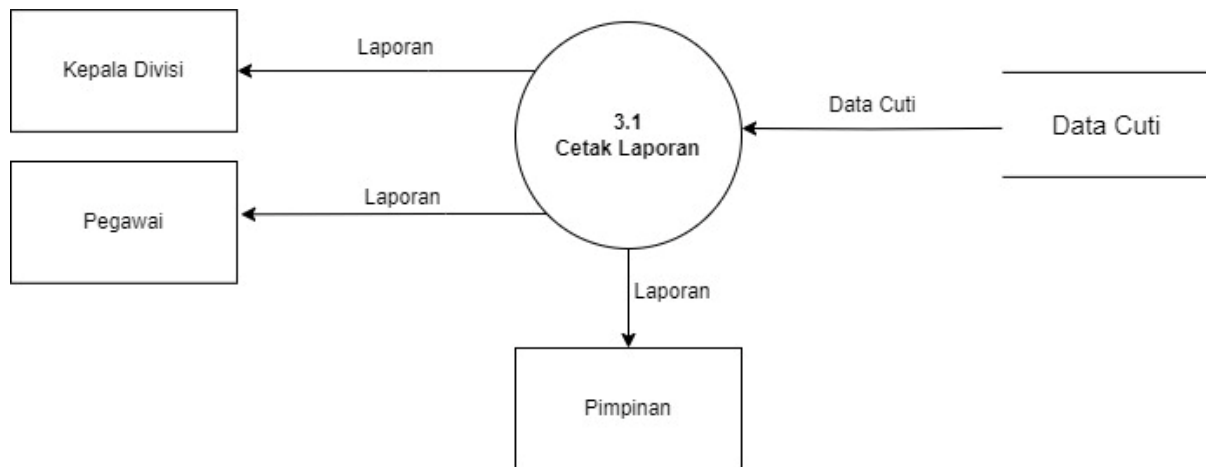 Laporan
Kepala Divisi
3.1
Cetak Laporan
Data Cuti
Data Cuti
Laporan
Pegawai
Laporan
Pimpinan